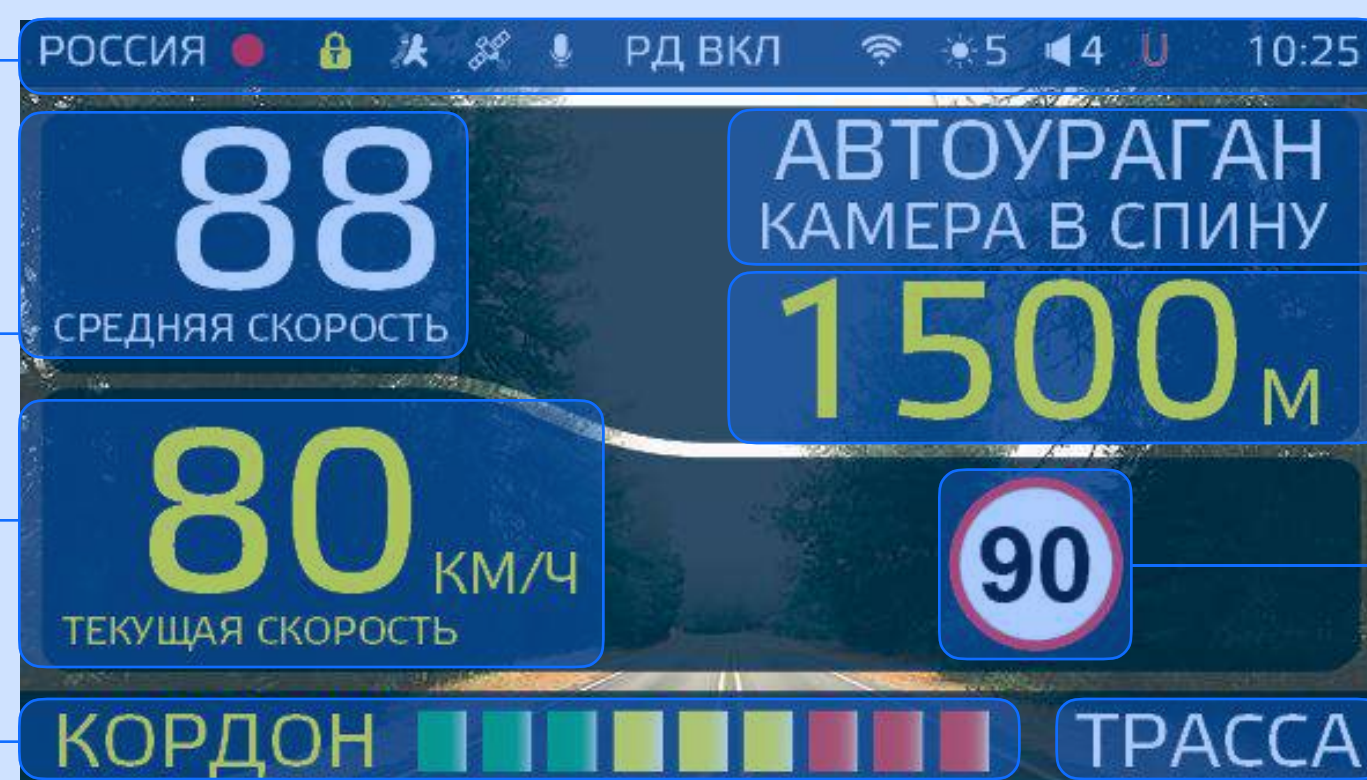 РОССИЯ РД ВКЛ 5 4 U 10:25
88
СРЕДНЯЯ СКОРОСТЬ
АВТОУРАГАН
КАМЕРА В СПИНУ
1500 М
80 КМ/Ч
ТЕКУЩАЯ СКОРОСТЬ
90
КОРДОН
ТРАССА